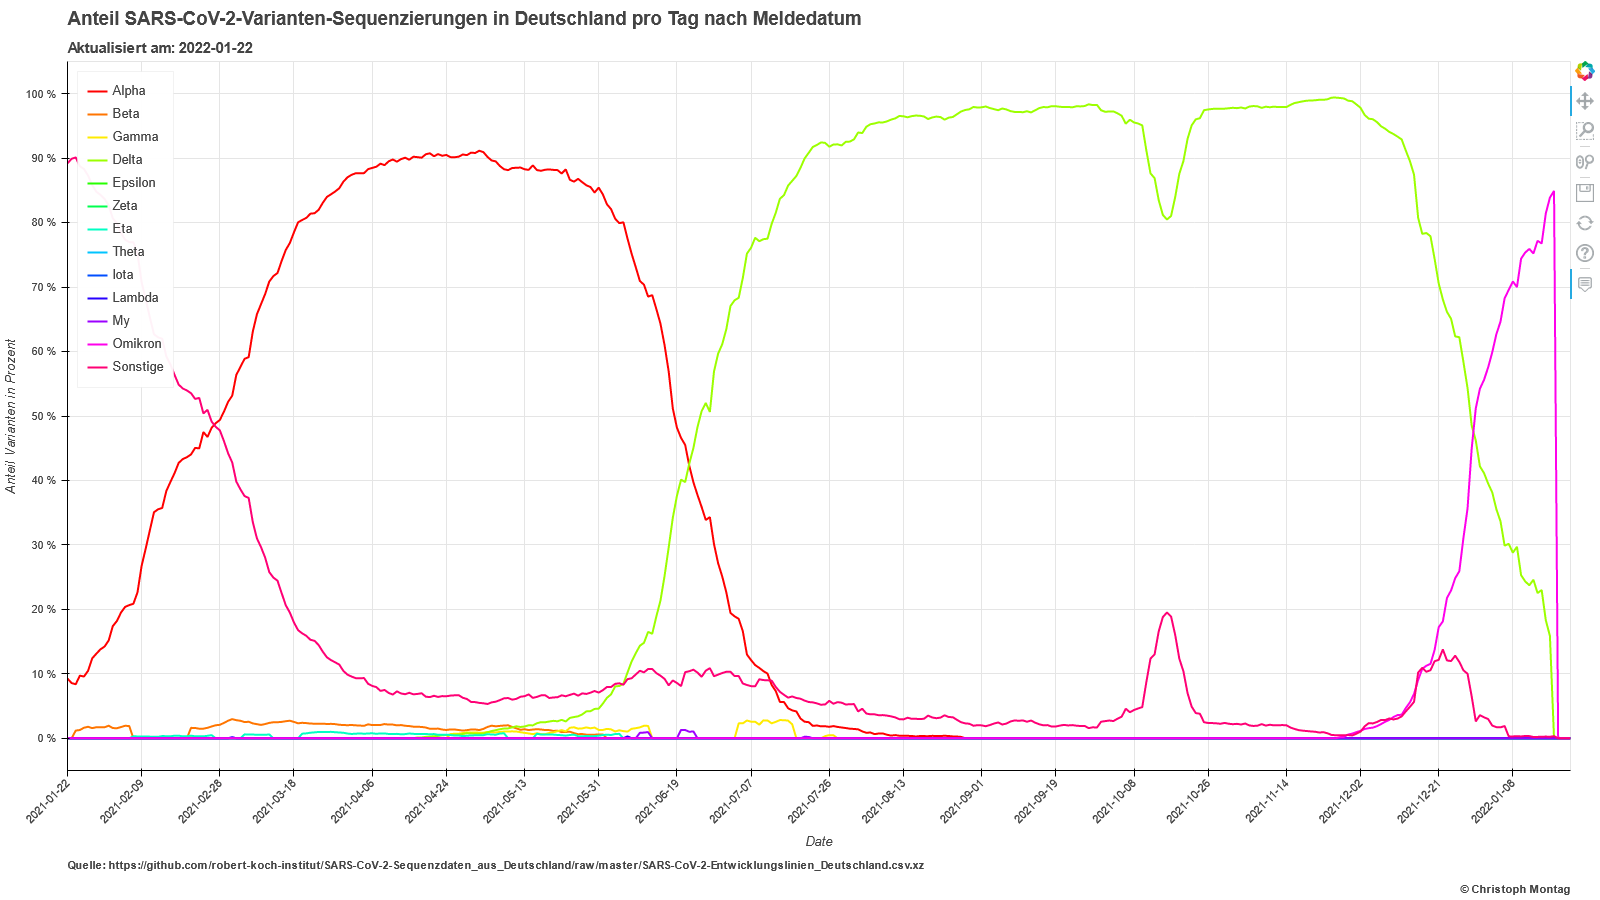 Anteil SARS-CoV-2-Varianten-Sequenzierungen in Deutschland pro Tag nach Meldedatum
Aktualisiert am: 2022-01-22
Alpha
Beta
Gamma
Delta
Epsilon
Zeta
Eta
Theta
Iota
Lambda
My
Omikron
Sonstige
Anteil Varianten in Prozent
100 %
90 %
80 %
70 %
60 %
50 %
40 %
30 %
20 %
10 %
0 %
2021-01-22
2021-02-09
2021-02-28
2021-03-18
2021-04-06
2021-04-24
2021-05-13
2021-05-31
2021-06-19
2021-07-07
2021-07-26
2021-08-13
2021-09-01
2021-09-19
2021-10-08
2021-10-26
2021-11-14
2021-12-02
2021-12-21
2022-01-08
Date
Quelle: https://github.com/robert-koch-institut/SARS-CoV-2-Sequenzdaten_aus_Deutschland/raw/master/SARS-CoV-2-Entwicklungslinien_Deutschland.csv.xz
© Christoph Montag